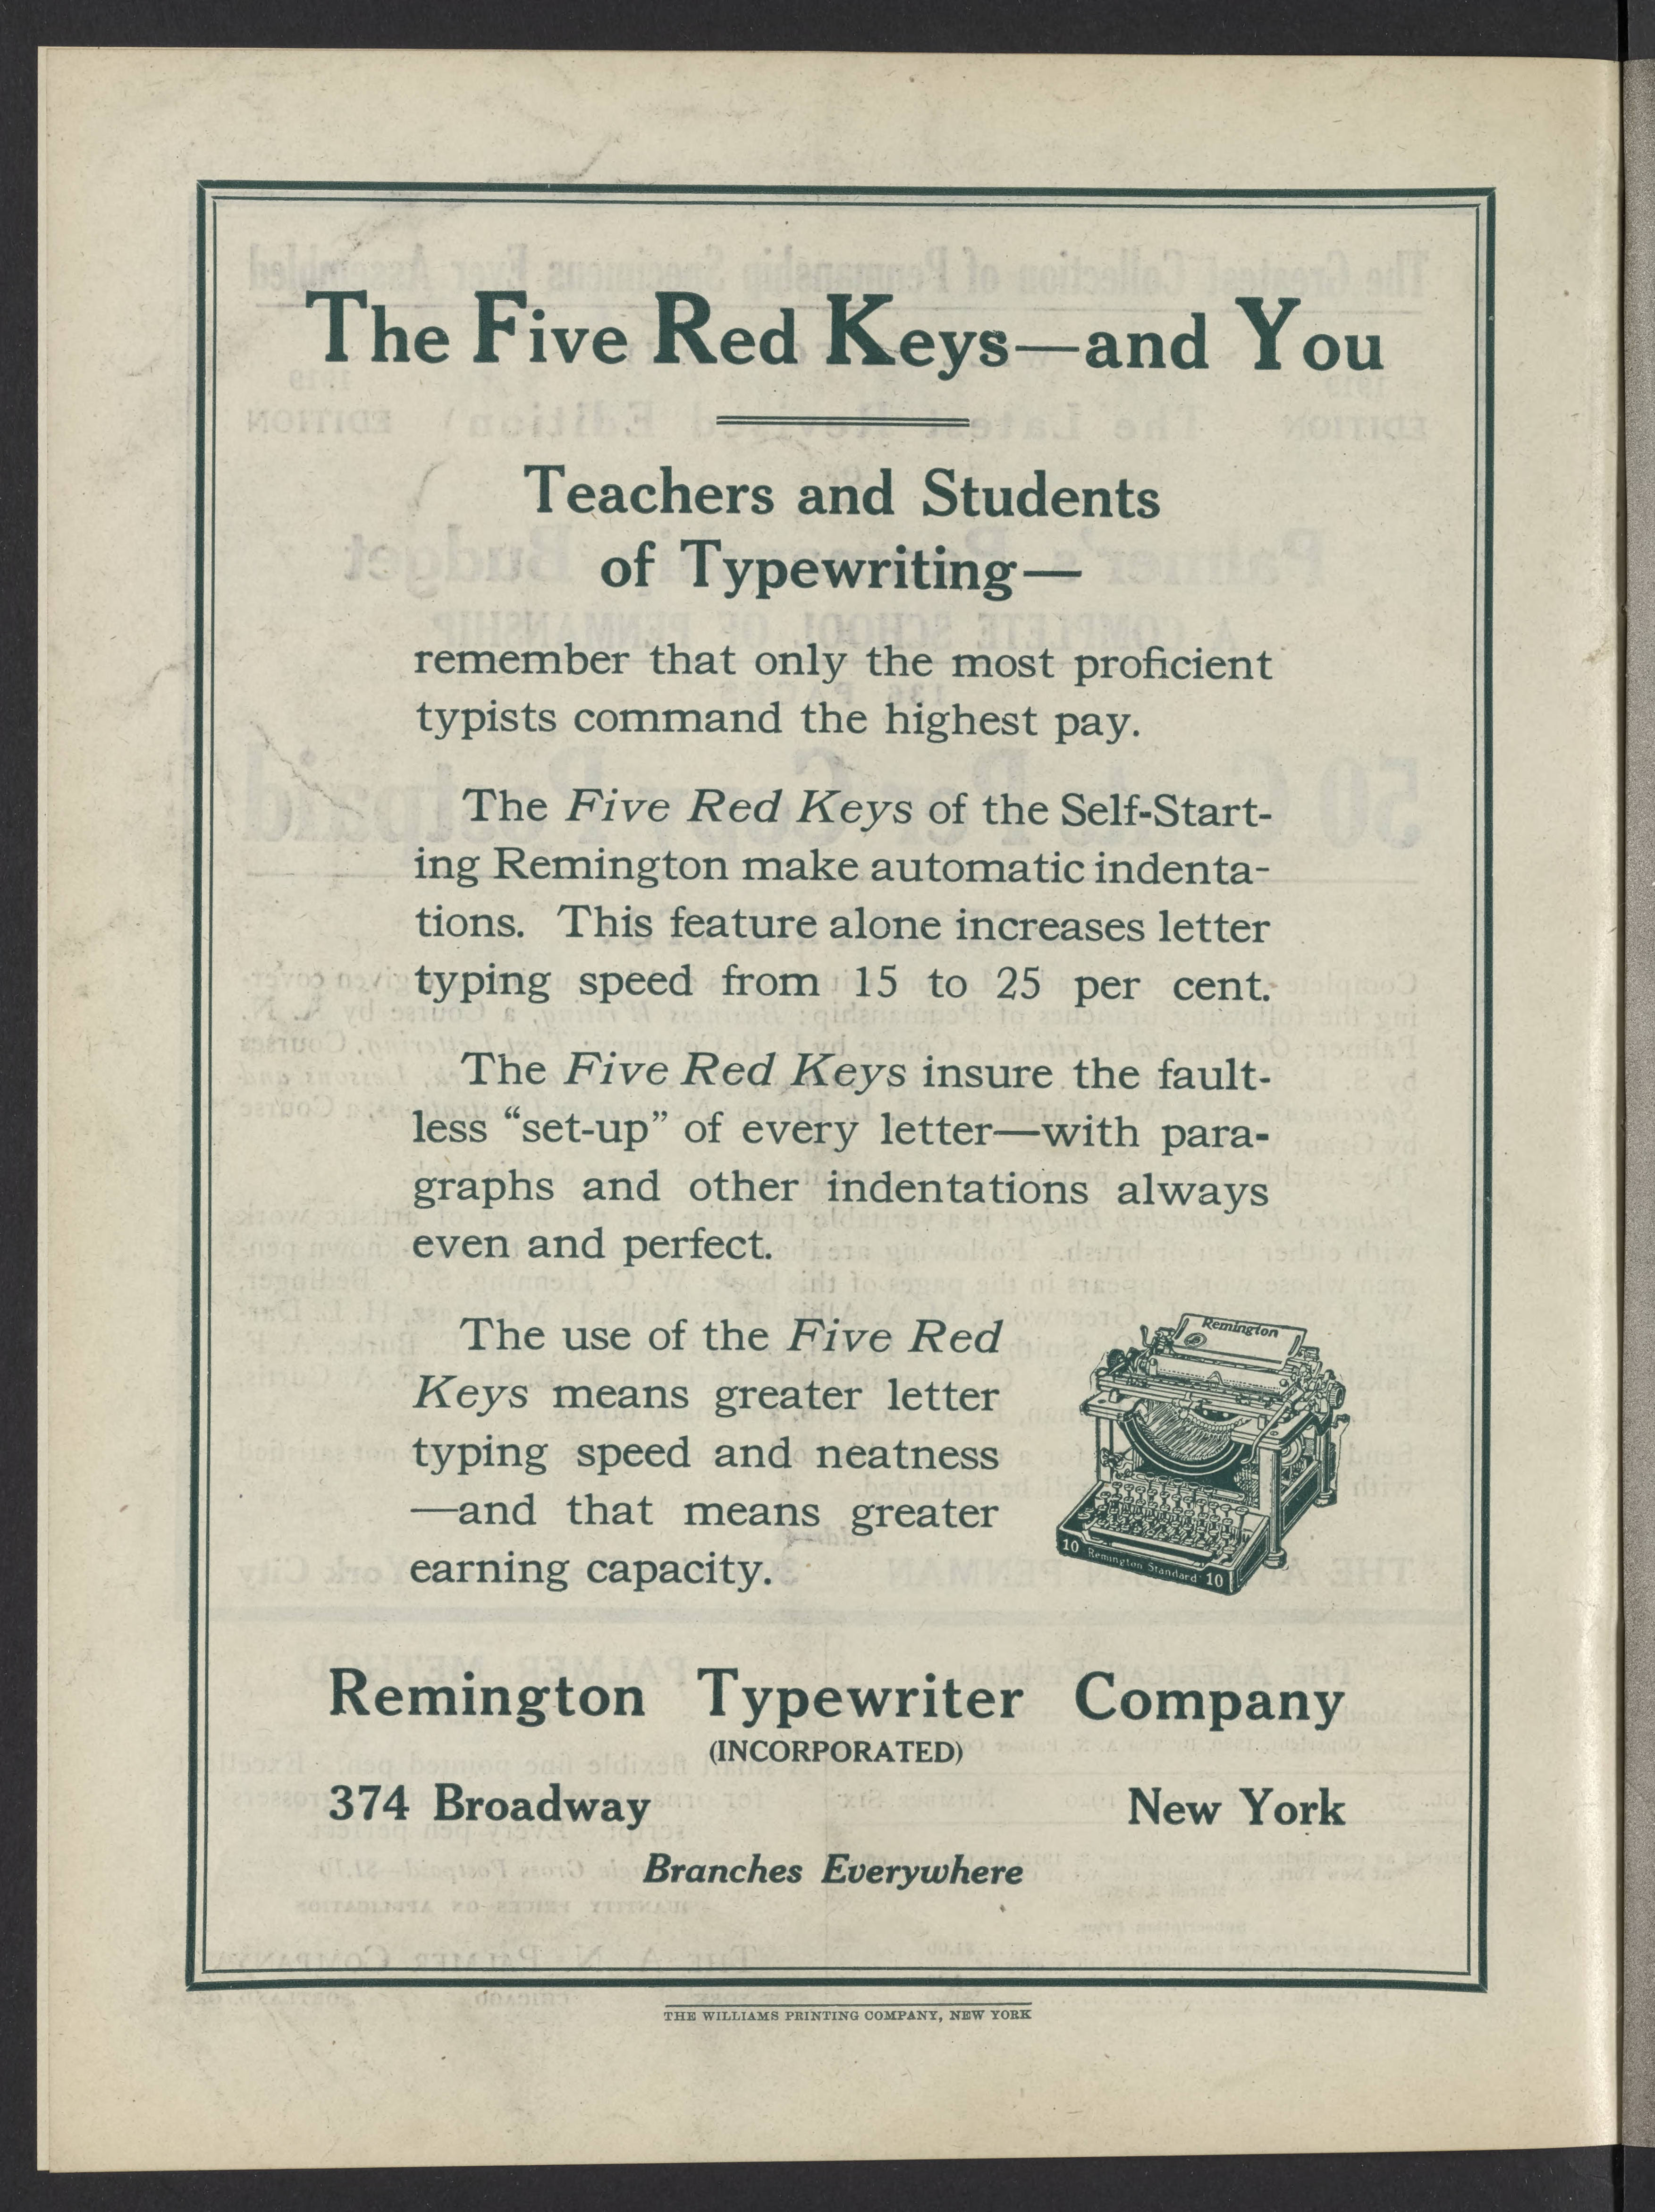 The Five Red Keys—and You
Teachers and Students
of Typewriting—
remember that only the most proficient
typists command the highest pay.
The Five Red Keys of the Self-Start-
ing Remington make automatic indenta-
tions. This feature alone increases letter
typing speed from 15 to 25 per cent.
The Five Red Keys insure the fault-
less “set-up” of every letter—with para-
graphs and other indentations always
even and perfect.
The use of the Five Red
Keys means greater letter
typing speed and neatness
—and that means greater
earning capacity.
Remington
10 Remington Standard 10
Remington Typewriter Company
(INCORPORATED)
374 Broadway New York
Branches Everywhere
THE WILLIAMS PRINTING COMPANY, NEW YORK